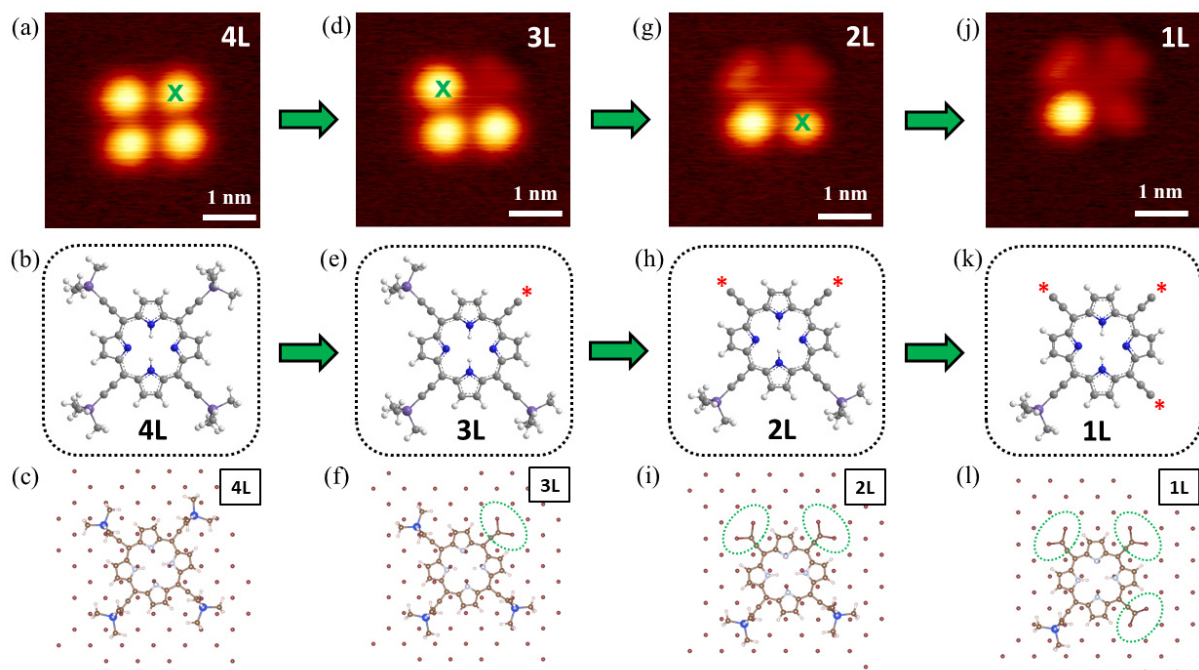 (a)
4L
X
1 nm
(d)
3L
X
1 nm
(g)
2L
X
1 nm
(j)
1L
1 nm
(b)
4L
(e)
*
3L
(h)
* *
2L
(k)
* *
*
1L
(c)
4L
(f)
3L
(i)
2L
(l)
1L